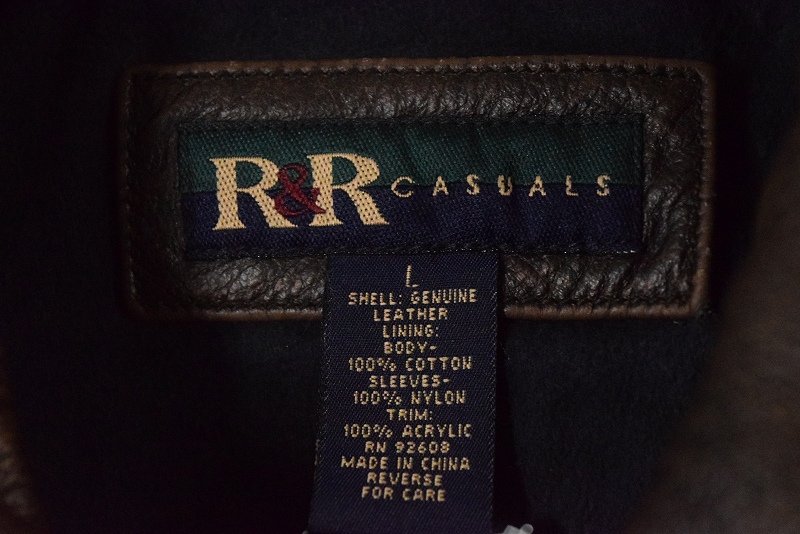 R&R CASUALS
L
SHELL: GENUINE
LEATHER
LINING:
BODY-
100% COTTON
SLEEVES-
100% NYLON
TRIM:
100% ACRYLIC
RN 92608
MADE IN CHINA
REVERSE
FOR CARE